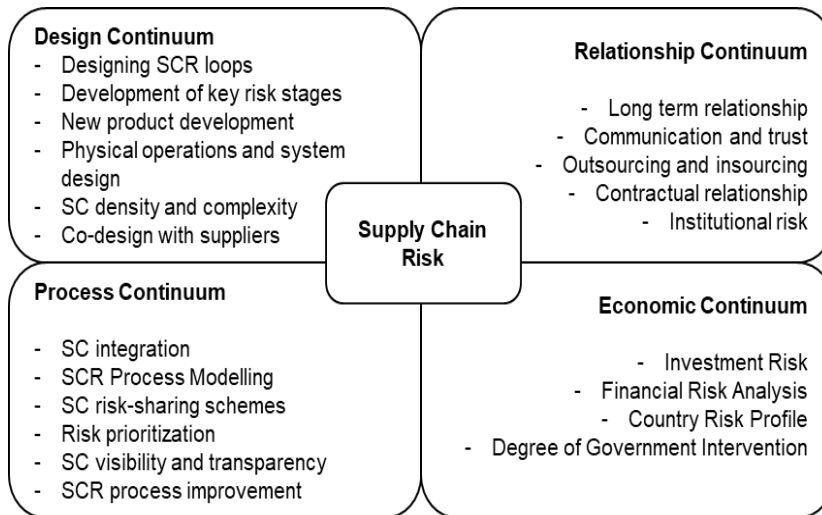 Design Continuum
- Designing SCR loops
- Development of key risk stages
- New product development
- Physical operations and system
design
- SC density and complexity
- Co-design with suppliers
Relationship Continuum
- Long term relationship
- Communication and trust
- Outsourcing and insourcing
- Contractual relationship
- Institutional risk
Supply Chain
Risk
Process Continuum
- SC integration
- SCR Process Modelling
- SC risk-sharing schemes
- Risk prioritization
- SC visibility and transparency
- SCR process improvement
Economic Continuum
- Investment Risk
- Financial Risk Analysis
- Country Risk Profile
- Degree of Government Intervention